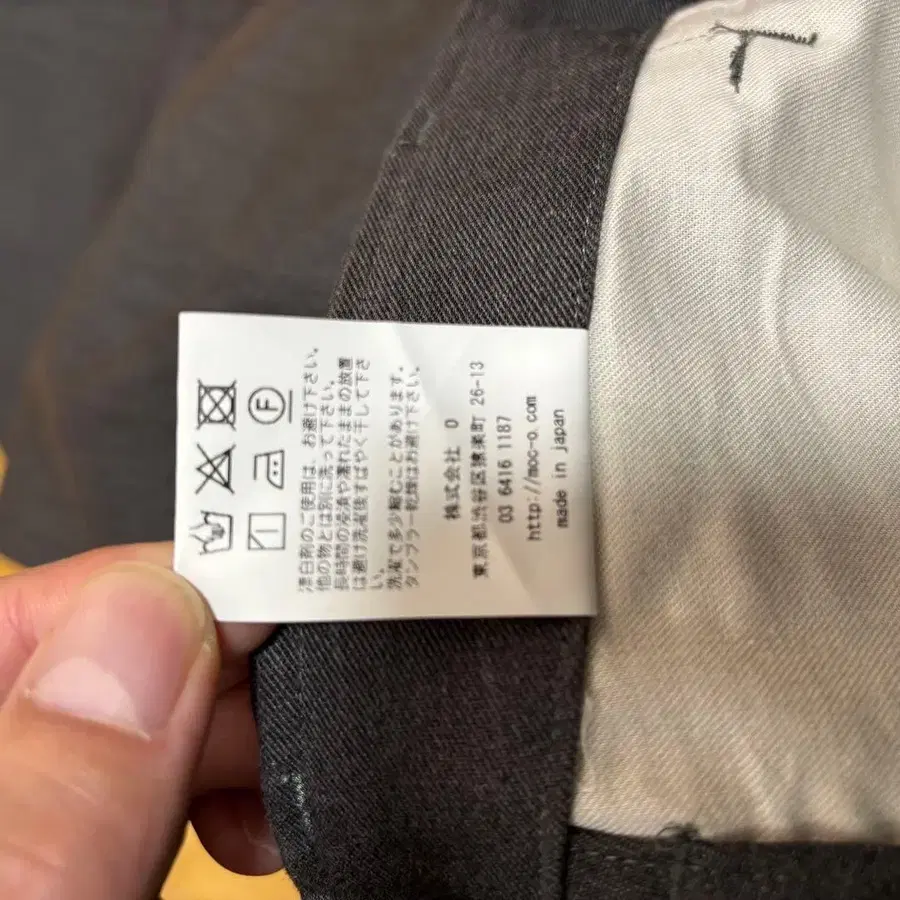 F
漂白剤のご使用は、お避け下さい。
他の物とは別に洗って下さい。
長時間の浸漬や濡れたままの放置
は避け洗濯後すばやく干して下さ
い。
洗濯で多少縮むことがあります。
タンブラー乾燥はお避け下さい。
株式会社 O
東京都渋谷区猿楽町 26-13
03 6416 1187
http://moc-o.com
made in japan